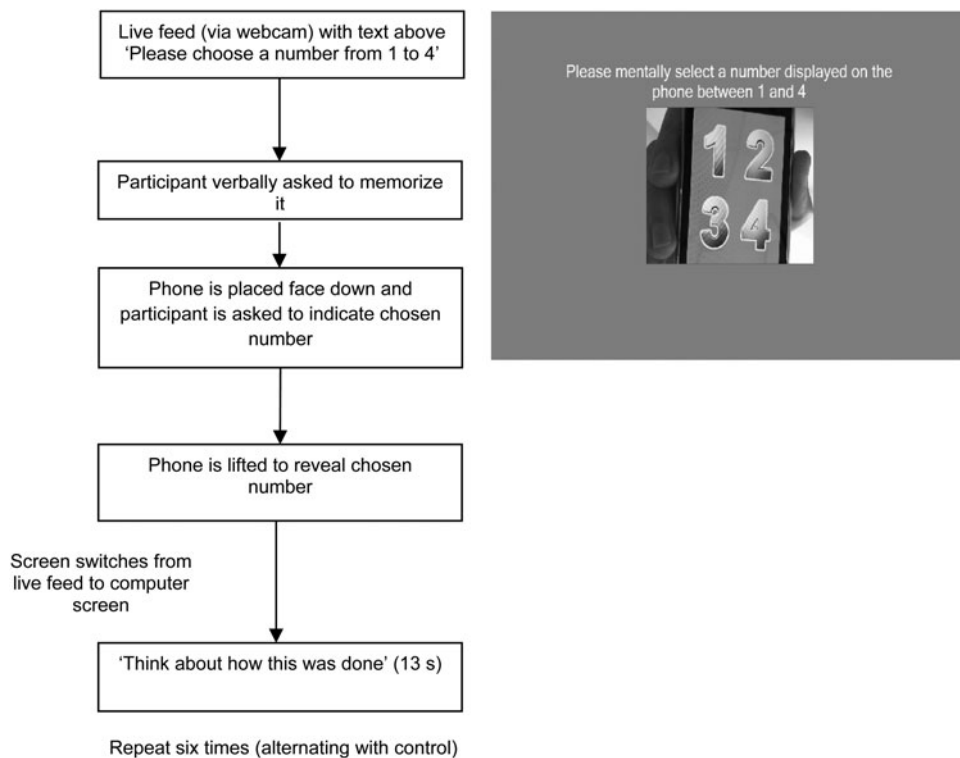 Live feed (via webcam) with text above
‘Please choose a number from 1 to 4’
Participant verbally asked to memorize
it
Phone is placed face down and
participant is asked to indicate chosen
number
Phone is lifted to reveal chosen
number
Screen switches from
live feed to computer
screen
‘Think about how this was done’ (13 s)
Repeat six times (alternating with control)
Please mentally select a number displayed on the
phone between 1 and 4
1 2
3 4